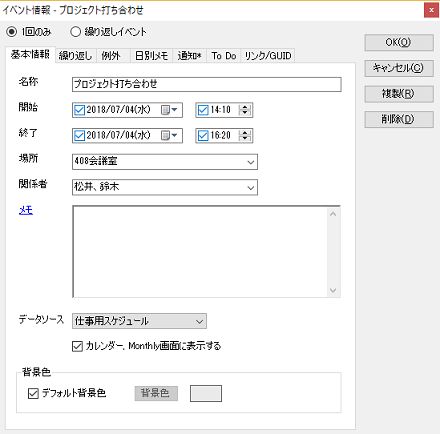 イベント情報 - プロジェクト打ち合わせ
1回のみ 繰り返しイベント
OK(O)
基本情報 繰り返し 例外 日別メモ 通知* To Do リンク/GUID
キャンセル(C)
名称 プロジェクト打ち合わせ
複製(R)
開始 2018/07/04(水) 14:10
削除(D)
終了 2018/07/04(水) 16:20
場所 408会議室
関係者 松井、鈴木
メモ
データソース 仕事用スケジュール
カレンダー、Monthly画面に表示する
背景色
デフォルト背景色 背景色